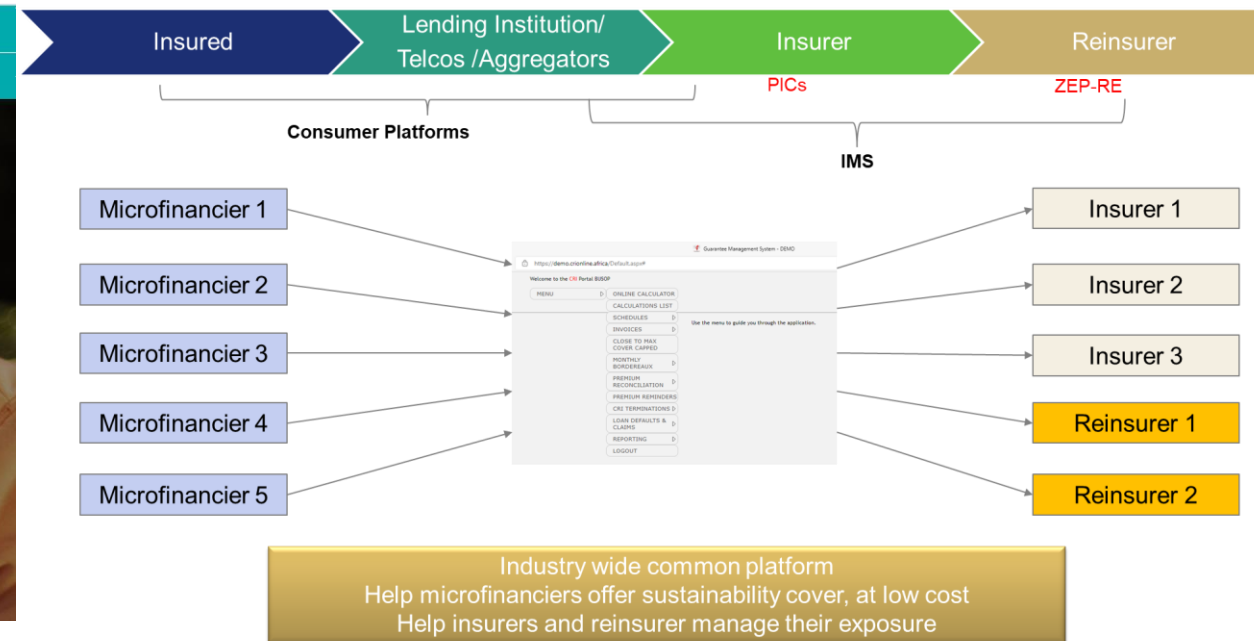 Insured
Lending Institution/
Telcos /Aggregators
Insurer
Reinsurer
PICs
ZEP-RE
Consumer Platforms
IMS
Microfinancier 1
Microfinancier 2
Microfinancier 3
Microfinancier 4
Microfinancier 5
Guarantee Management System - DEMO
https://demo.crionline.africa/Default.aspx#
Welcome to the CRI Portal BUSOF
MENU
ONLINE CALCULATOR
CALCULATIONS LIST
SCHEDULES
INVOICES
CLOSE TO MAX
COVER CAPPED
MONTHLY
BORDEREAUX
PREMIUM
RECONCILIATION
PREMIUM REMINDERS
CRI TERMINATIONS
LOAN DEFAULTS &
CLAIMS
REPORTING
LOGOUT
Use the menu to guide you through the application.
Insurer 1
Insurer 2
Insurer 3
Reinsurer 1
Reinsurer 2
Industry wide common platform
Help microfinanciers offer sustainability cover, at low cost
Help insurers and reinsurer manage their exposure